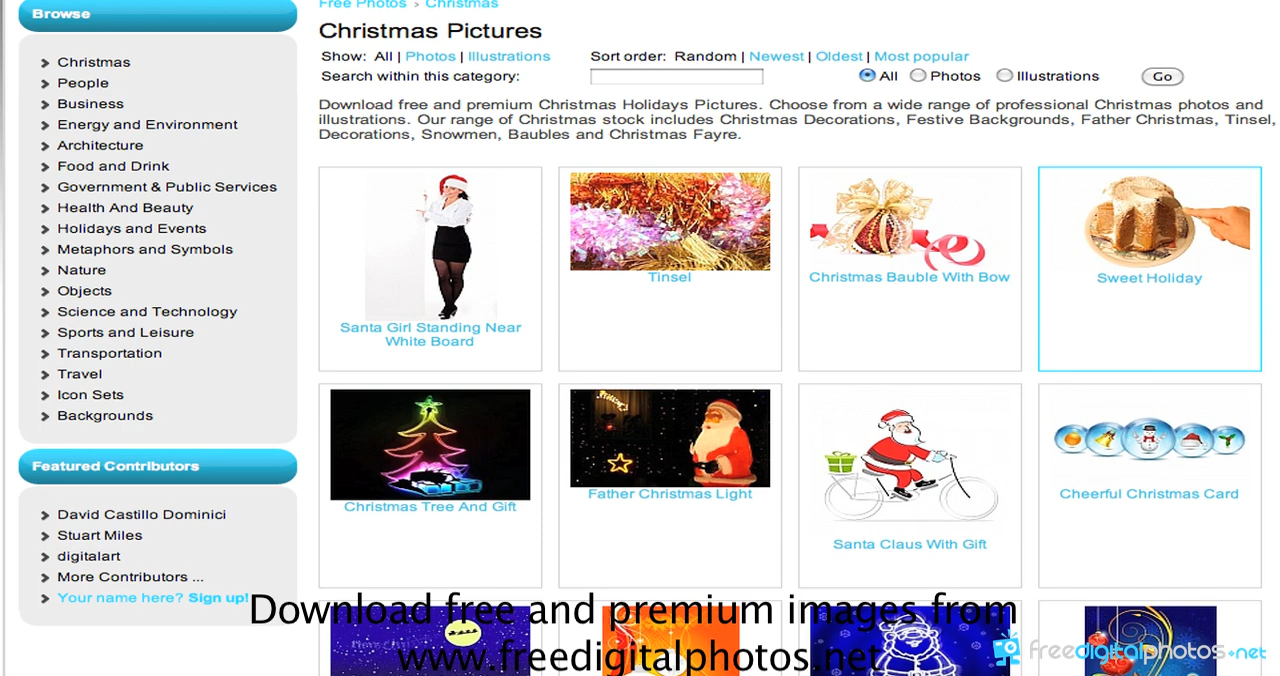 Browse
Christmas
People
Business
Energy and Environment
Architecture
Food and Drink
Government & Public Services
Health And Beauty
Holidays and Events
Metaphors and Symbols
Nature
Objects
Science and Technology
Sports and Leisure
Transportation
Travel
Icon Sets
Backgrounds
Featured Contributors
David Castillo Dominici
Stuart Miles
digitalart
More Contributors ...
Your name here? Sign up!
Free Photos > Christmas
Christmas Pictures
Show: All | Photos | Illustrations Sort order: Random | Newest | Oldest | Most popular
Search within this category: All Photos Illustrations Go
Download free and premium Christmas Holidays Pictures. Choose from a wide range of professional Christmas photos and
illustrations. Our range of Christmas stock includes Christmas Decorations, Festive Backgrounds, Father Christmas, Tinsel,
Decorations, Snowmen, Baubles and Christmas Fayre.
Santa Girl Standing Near
White Board
Tinsel
Christmas Bauble With Bow
Sweet Holiday
Christmas Tree And Gift
Father Christmas Light
Santa Claus With Gift
Cheerful Christmas Card
Download free and premium images from
www.freedigitalphotos.net
freedigitalphotos.net